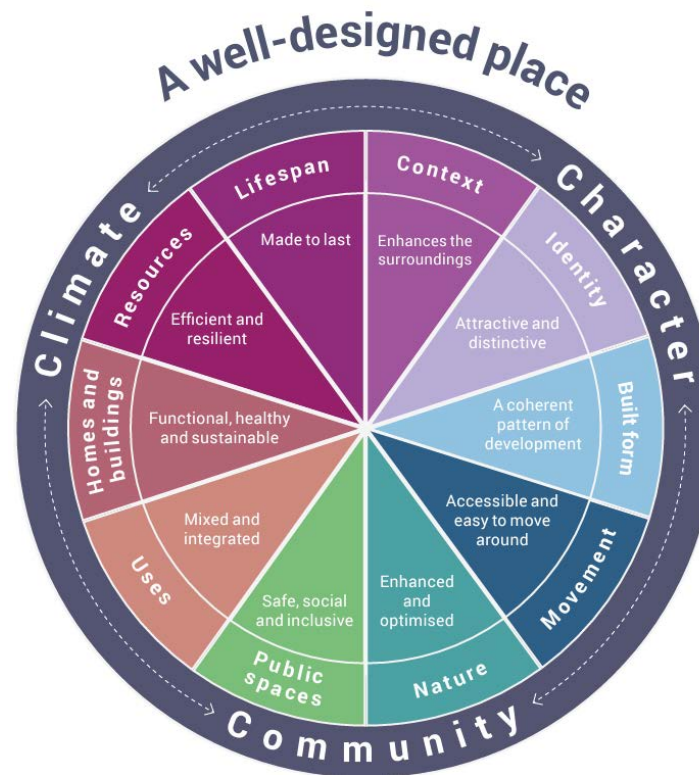 A well-designed place
Climate
Character
Community
Context
Enhances the
surroundings
Identity
Attractive and
distinctive
Built form
A coherent
pattern of
development
Movement
Accessible and
easy to move
around
Nature
Enhanced
and
optimised
Public
spaces
Safe, social
and inclusive
Uses
Mixed and
integrated
Homes and
buildings
Functional, healthy
and sustainable
Resources
Efficient and
resilient
Lifespan
Made to last